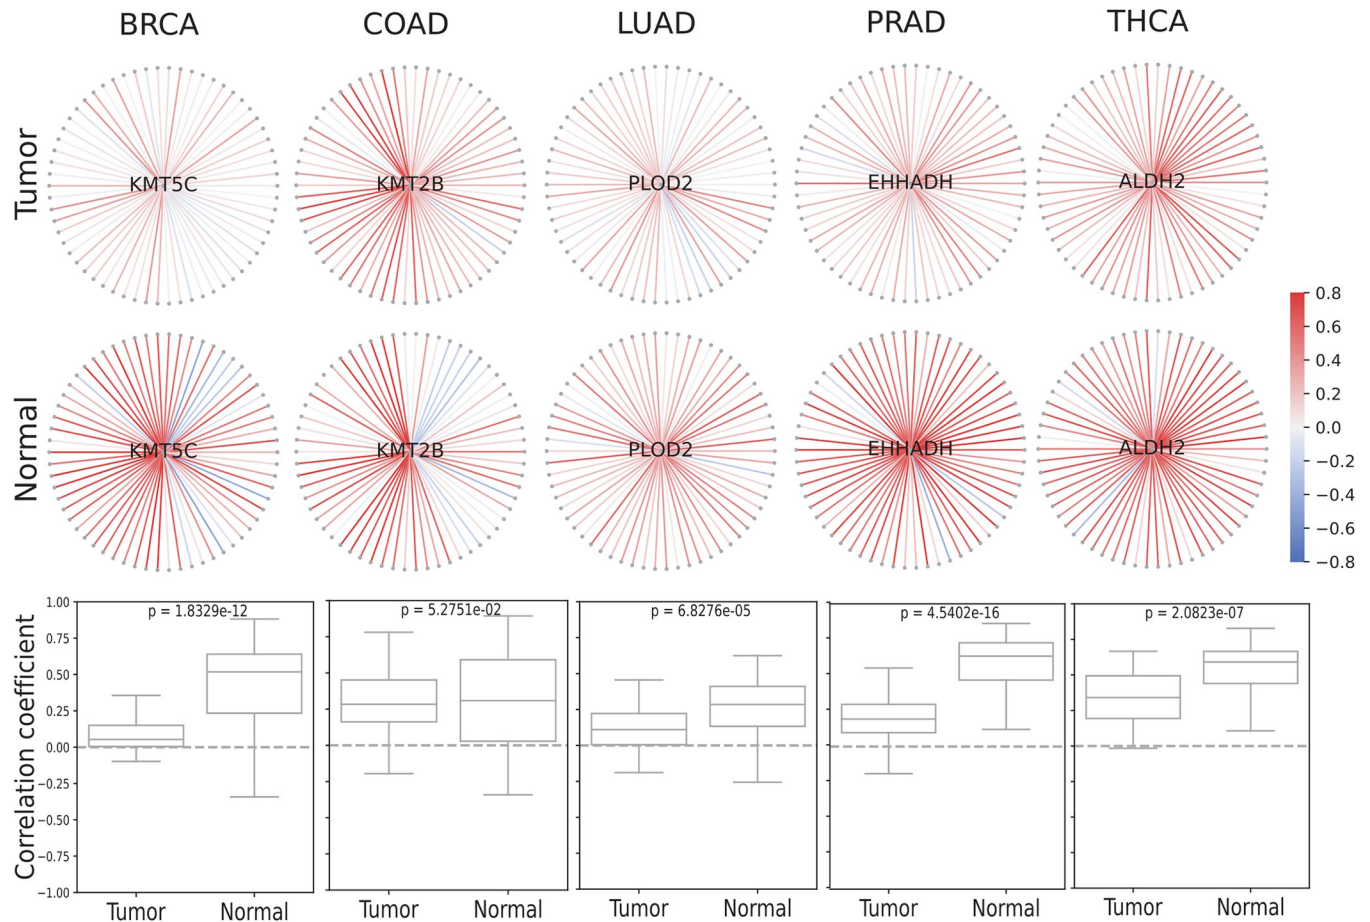 BRCA COAD LUAD PRAD THCA
Tumor
KMT5C KMT2B PLOD2 EHHADH ALDH2
Normal
KMT5C KMT2B PLOD2 EHHADH ALDH2
0.8
0.6
0.4
0.2
0.0
−0.2
−0.4
−0.6
−0.8
Correlation coefficient
1.00
0.75
0.50
0.25
0.00
−0.25
−0.50
−0.75
−1.00
p = 1.8329e-12 p = 5.2751e-02 p = 6.8276e-05 p = 4.5402e-16 p = 2.0823e-07
Tumor Normal Tumor Normal Tumor Normal Tumor Normal Tumor Normal